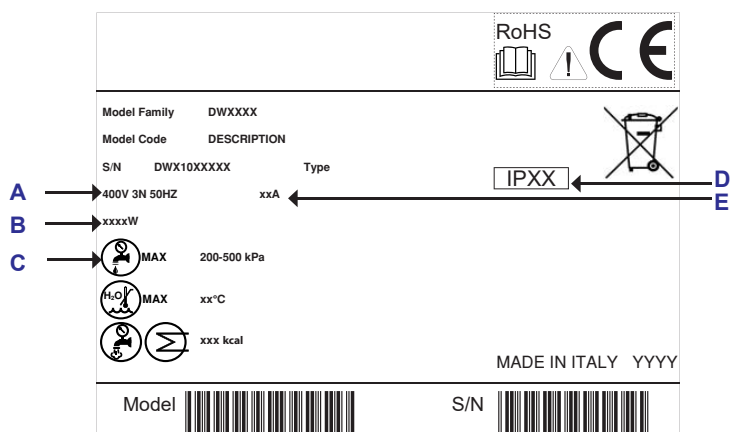 RoHS
CE
Model Family DWXXXX
Model Code DESCRIPTION
S/N DWX10XXXXX Type
IPXX
D
A
400V 3N 50HZ xxA
E
B
xxxxW
C
MAX 200-500 kPa
H₂O MAX xx°C
xxx kcal
MADE IN ITALY YYYY
Model S/N